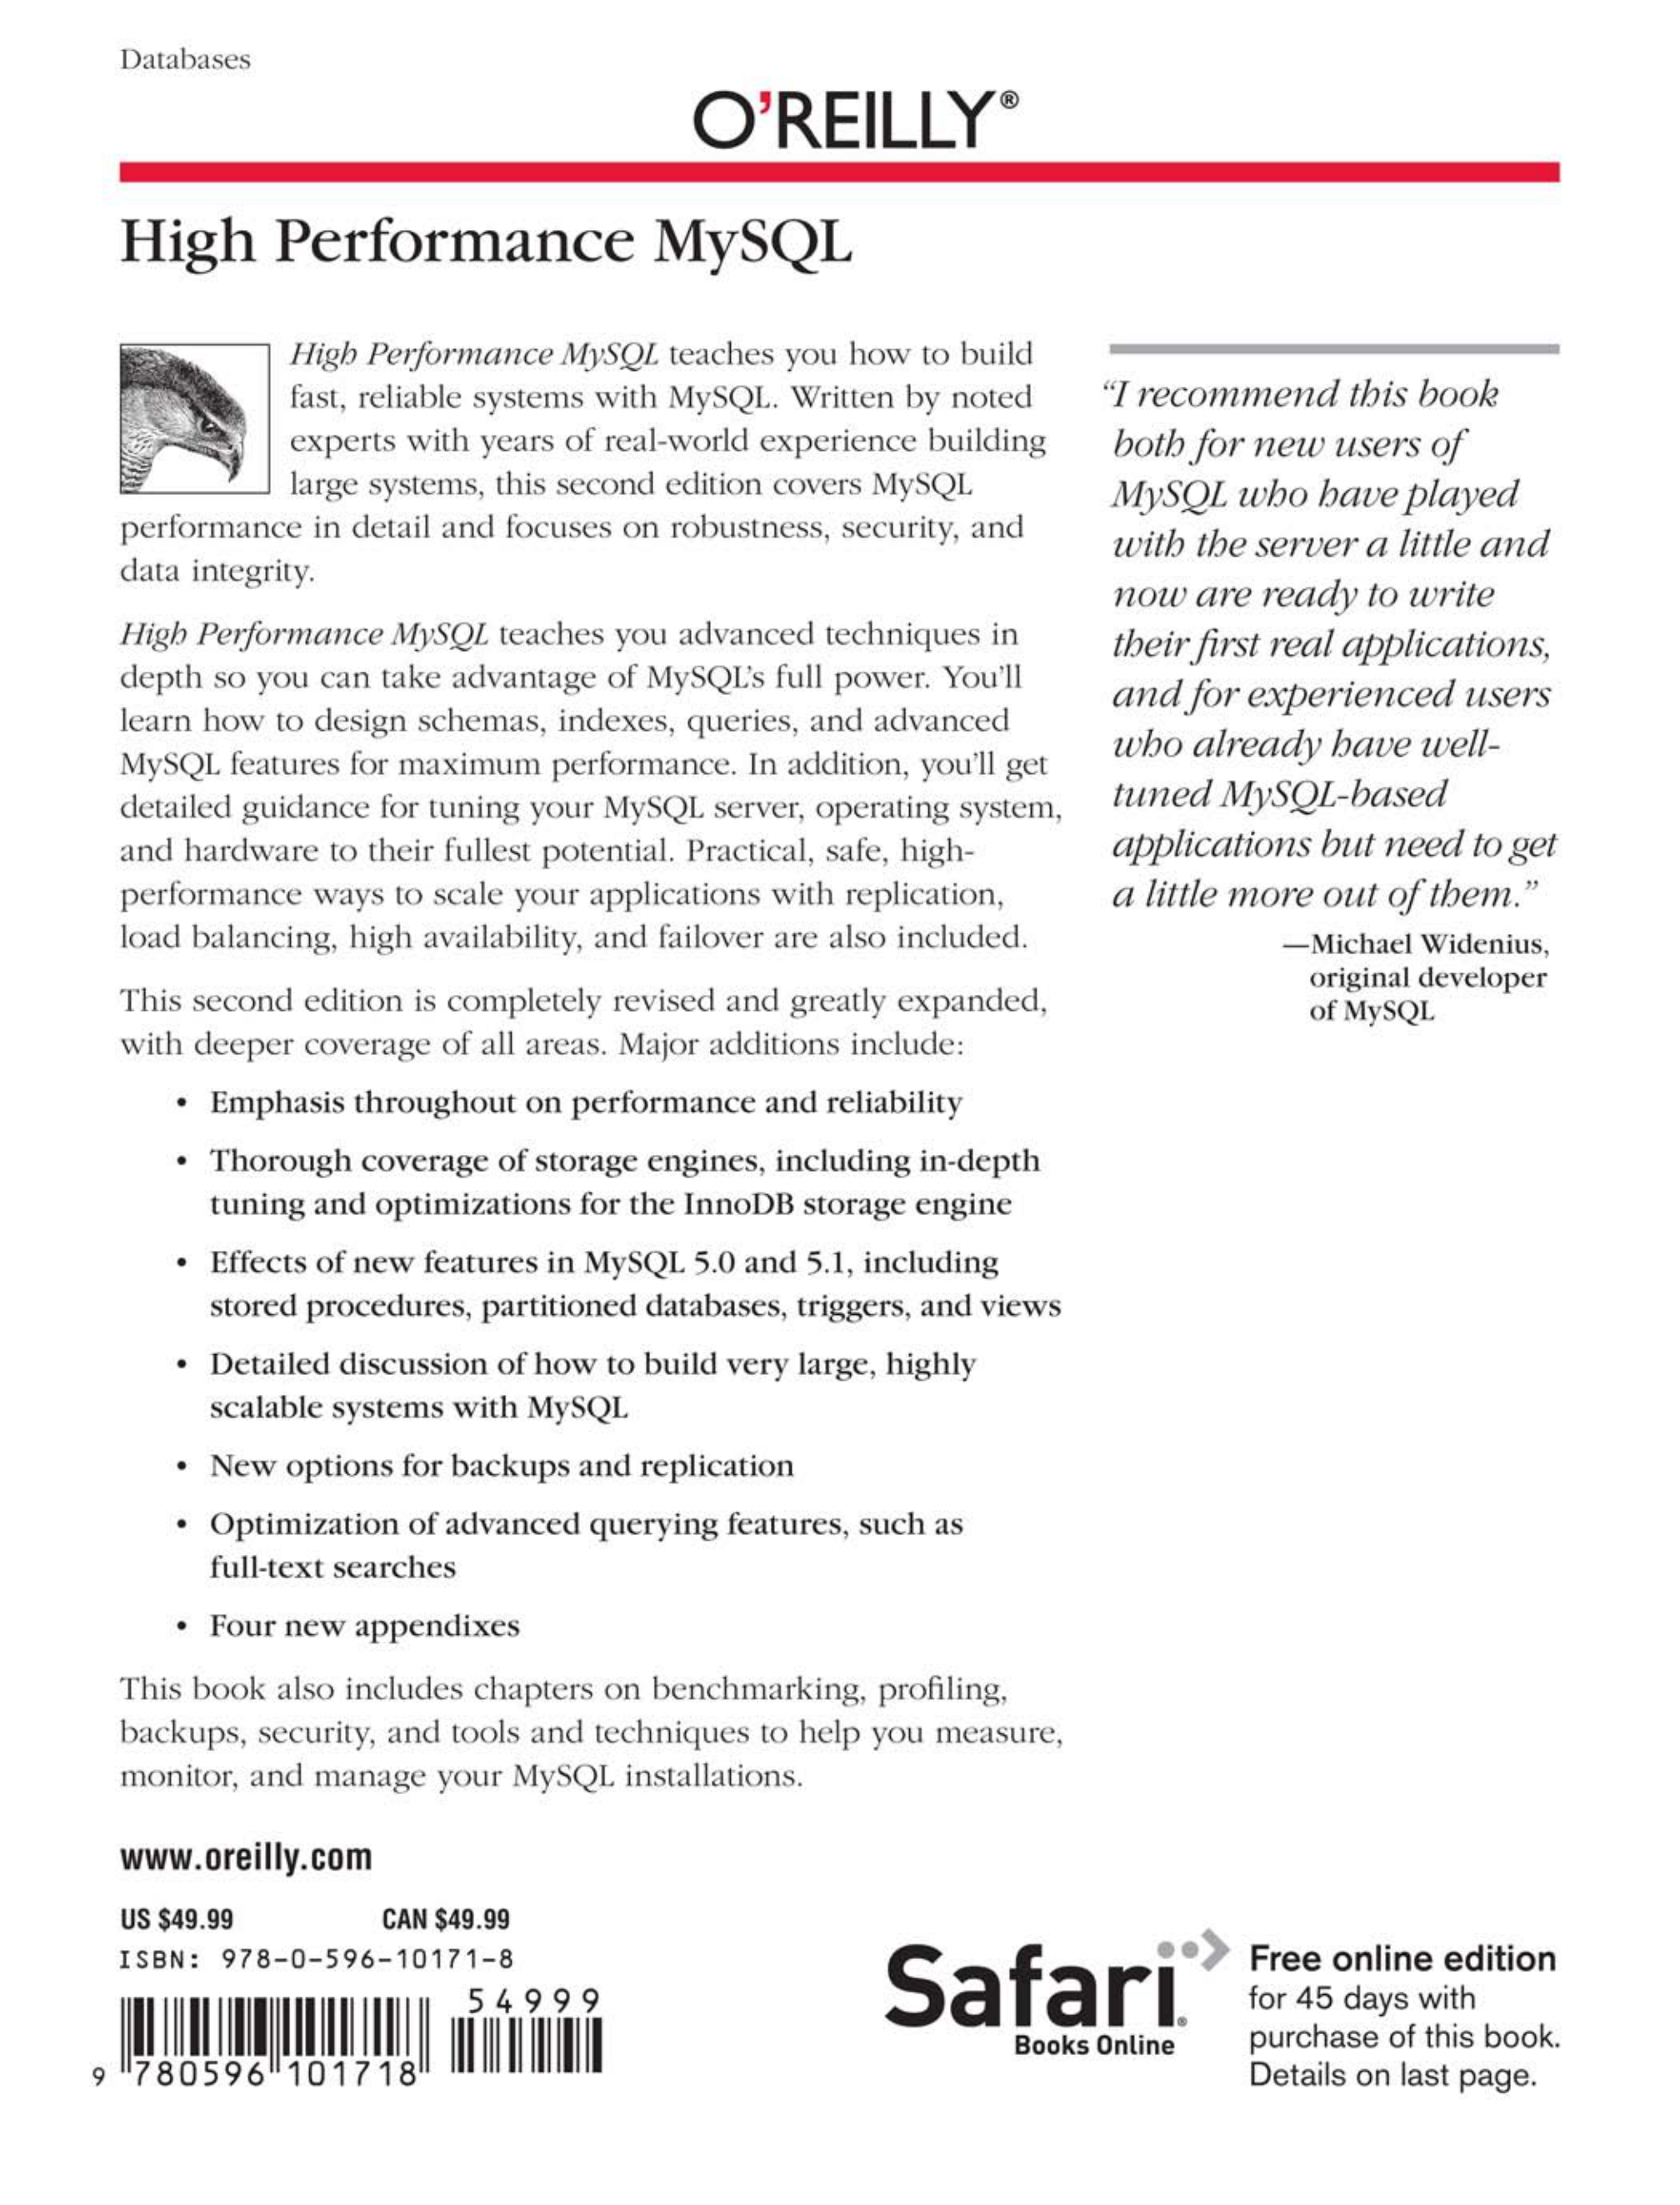 Databases
O'REILLY®
High Performance MySQL
High Performance MySQL teaches you how to build
fast, reliable systems with MySQL. Written by noted
experts with years of real-world experience building
large systems, this second edition covers MySQL
performance in detail and focuses on robustness, security, and
data integrity.
High Performance MySQL teaches you advanced techniques in
depth so you can take advantage of MySQL's full power. You'll
learn how to design schemas, indexes, queries, and advanced
MySQL features for maximum performance. In addition, you'll get
detailed guidance for tuning your MySQL server, operating system,
and hardware to their fullest potential. Practical, safe, high-
performance ways to scale your applications with replication,
load balancing, high availability, and failover are also included.
This second edition is completely revised and greatly expanded,
with deeper coverage of all areas. Major additions include:
• Emphasis throughout on performance and reliability
• Thorough coverage of storage engines, including in-depth
tuning and optimizations for the InnoDB storage engine
• Effects of new features in MySQL 5.0 and 5.1, including
stored procedures, partitioned databases, triggers, and views
• Detailed discussion of how to build very large, highly
scalable systems with MySQL
• New options for backups and replication
• Optimization of advanced querying features, such as
full-text searches
• Four new appendixes
This book also includes chapters on benchmarking, profiling,
backups, security, and tools and techniques to help you measure,
monitor, and manage your MySQL installations.
“I recommend this book
both for new users of
MySQL who have played
with the server a little and
now are ready to write
their first real applications,
and for experienced users
who already have well-
tuned MySQL-based
applications but need to get
a little more out of them.”
—Michael Widenius,
original developer
of MySQL
www.oreilly.com
US $49.99 CAN $49.99
ISBN: 978-0-596-10171-8
54999
9 780596 101718
Safari®
Books Online
Free online edition
for 45 days with
purchase of this book.
Details on last page.